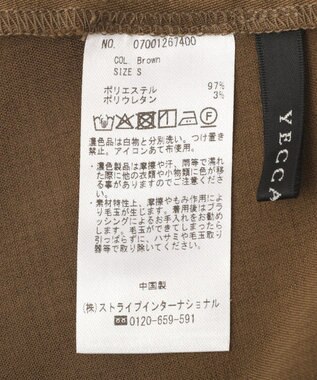 NO. 07001267400
COL. Brown
SIZE S
ポリエステル 97%
ポリウレタン 3%
濃色品は白物と分別洗い。つけ置き
禁止。アイロンあて布使用。
・濃色製品は摩擦や汗、雨等で濡れ
た際に他の衣類や小物類に色が移
る事がありますのでご注意くださ
い。
・素材特性上、摩擦やもみ作用によ
り毛玉が生じます。着用後はブラ
ッシングによるお手入れをお勧め
します。毛玉ができてしまったら
引っぱらずに、ハサミや毛玉取り
器等で取り除いてください。
中国製
(株)ストライプインターナショナル
0120-659-591
YECCA